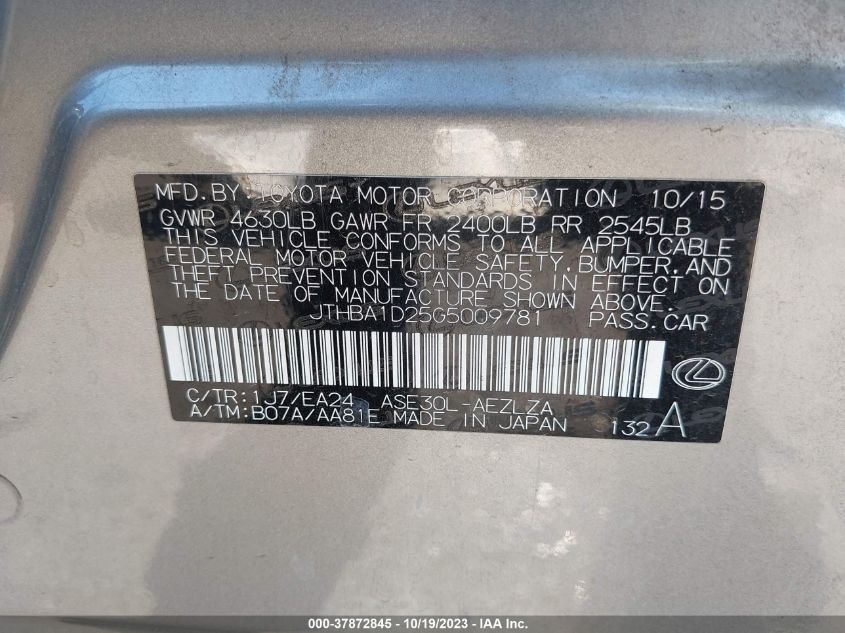 MFD.BY TOYOTA MOTOR CORPORATION 10/15
GVWR 4630LB GAWR FR 2400LB RR 2545LB
THIS VEHICLE CONFORMS TO ALL APPLICABLE
FEDERAL MOTOR VEHICLE SAFETY,BUMPER,AND
THEFT PREVENTION STANDARDS IN EFFECT ON
THE DATE OF MANUFACTURE SHOWN ABOVE.
JTHBA1D25G5009781 PASS.CAR
C/TR:1J7/EA24 ASE30L-AEZLZA
A/TM:B07A/AA81E MADE IN JAPAN 132A
000-37872845 - 10/19/2023 - IAA Inc.